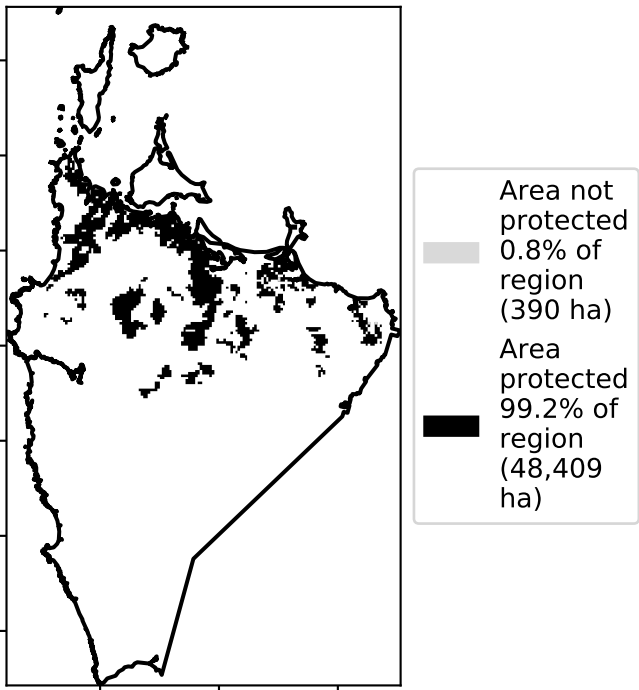 Area not
protected
0.8% of
region
(390 ha)
Area
protected
99.2% of
region
(48,409
ha)